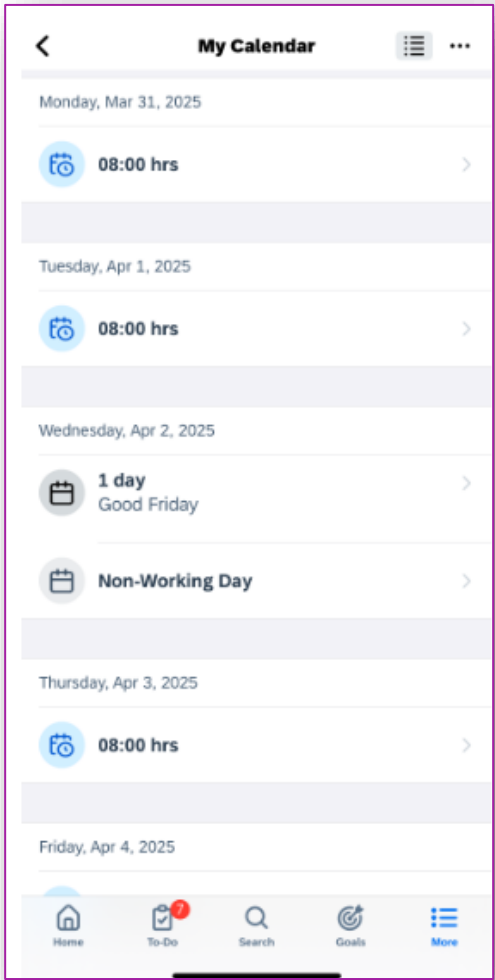 My Calendar
Monday, Mar 31, 2025
08:00 hrs
Tuesday, Apr 1, 2025
08:00 hrs
Wednesday, Apr 2, 2025
1 day
Good Friday
Non-Working Day
Thursday, Apr 3, 2025
08:00 hrs
Friday, Apr 4, 2025
7
Home
To-Do
Search
Goals
More